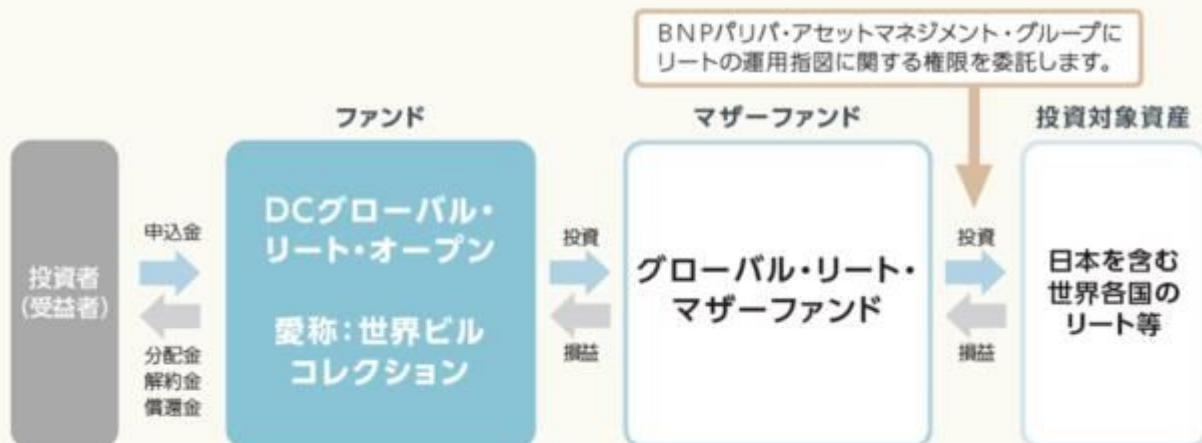 BNPパリバ・アセットマネジメント・グループに
リートの運用指図に関する権限を委託します。
ファンド
マザーファンド
投資対象資産
投資者
(受益者)
申込金
分配金
解約金
償還金
DCグローバル・
リート・オープン
愛称：世界ビル
コレクション
投資
損益
グローバル・リート・
マザーファンド
投資
損益
日本を含む
世界各国の
リート等